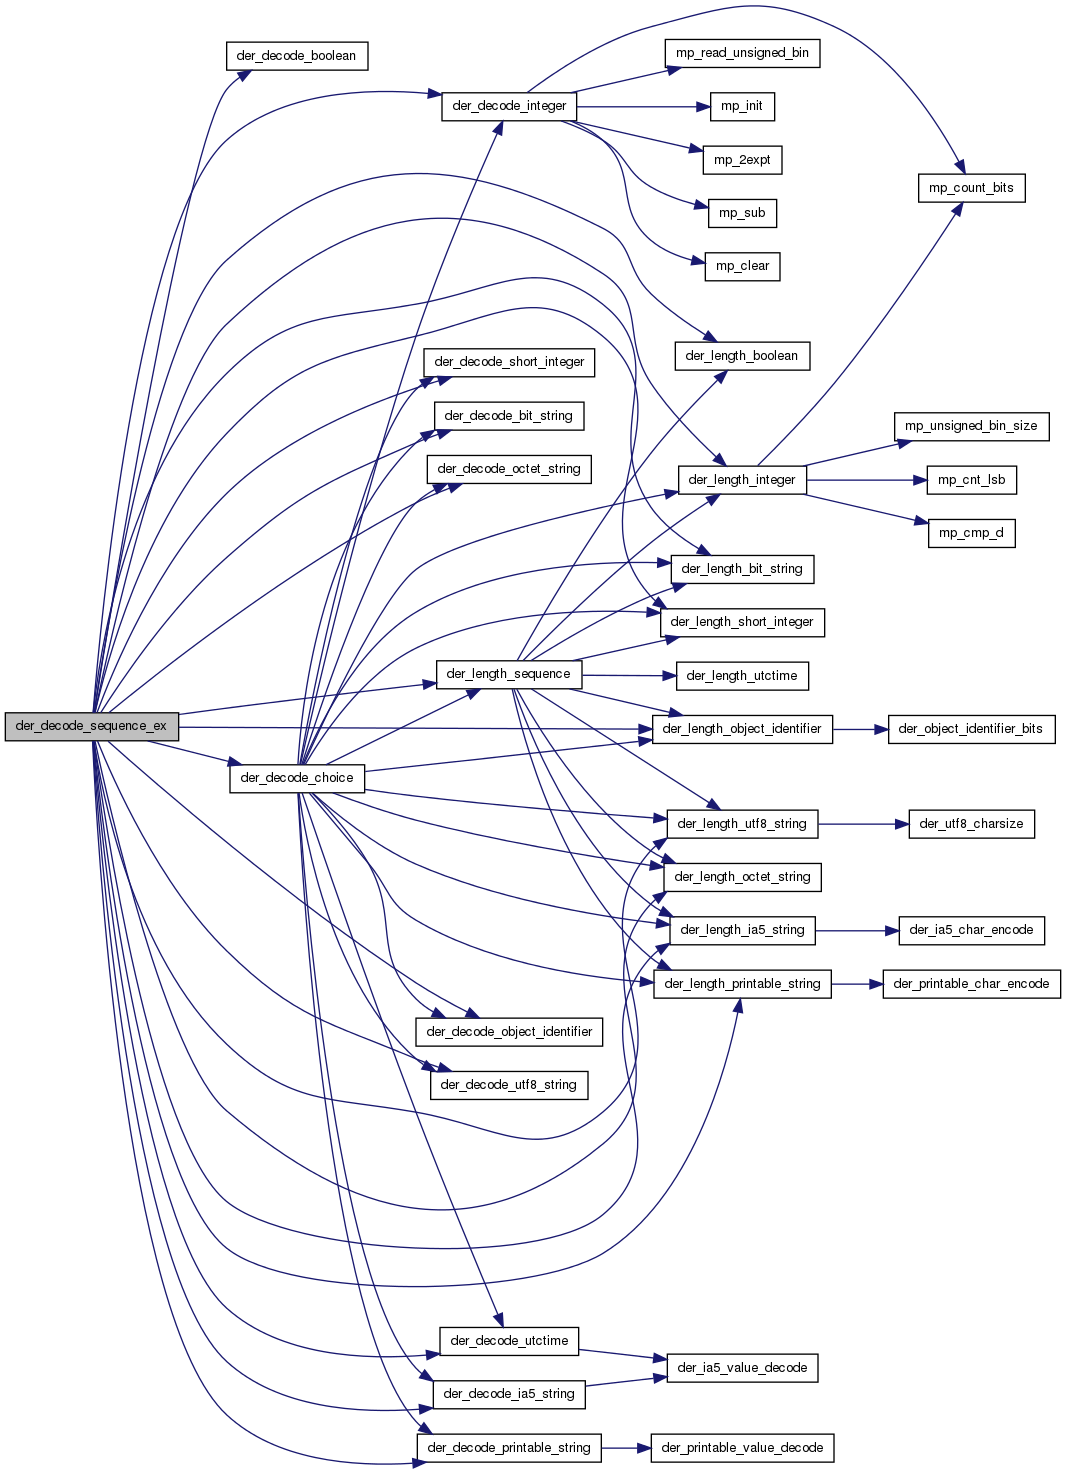 der_decode_boolean
mp_read_unsigned_bin
der_decode_integer
mp_init
mp_2expt
mp_count_bits
mp_sub
mp_clear
der_length_boolean
der_decode_short_integer
der_decode_bit_string
mp_unsigned_bin_size
der_decode_octet_string
der_length_integer
mp_cnt_lsb
mp_cmp_d
der_length_bit_string
der_length_short_integer
der_length_sequence
der_length_utctime
der_decode_sequence_ex
der_length_object_identifier
der_object_identifier_bits
der_decode_choice
der_length_utf8_string
der_utf8_charsize
der_length_octet_string
der_length_ia5_string
der_ia5_char_encode
der_length_printable_string
der_printable_char_encode
der_decode_object_identifier
der_decode_utf8_string
der_decode_utctime
der_ia5_value_decode
der_decode_ia5_string
der_decode_printable_string
der_printable_value_decode